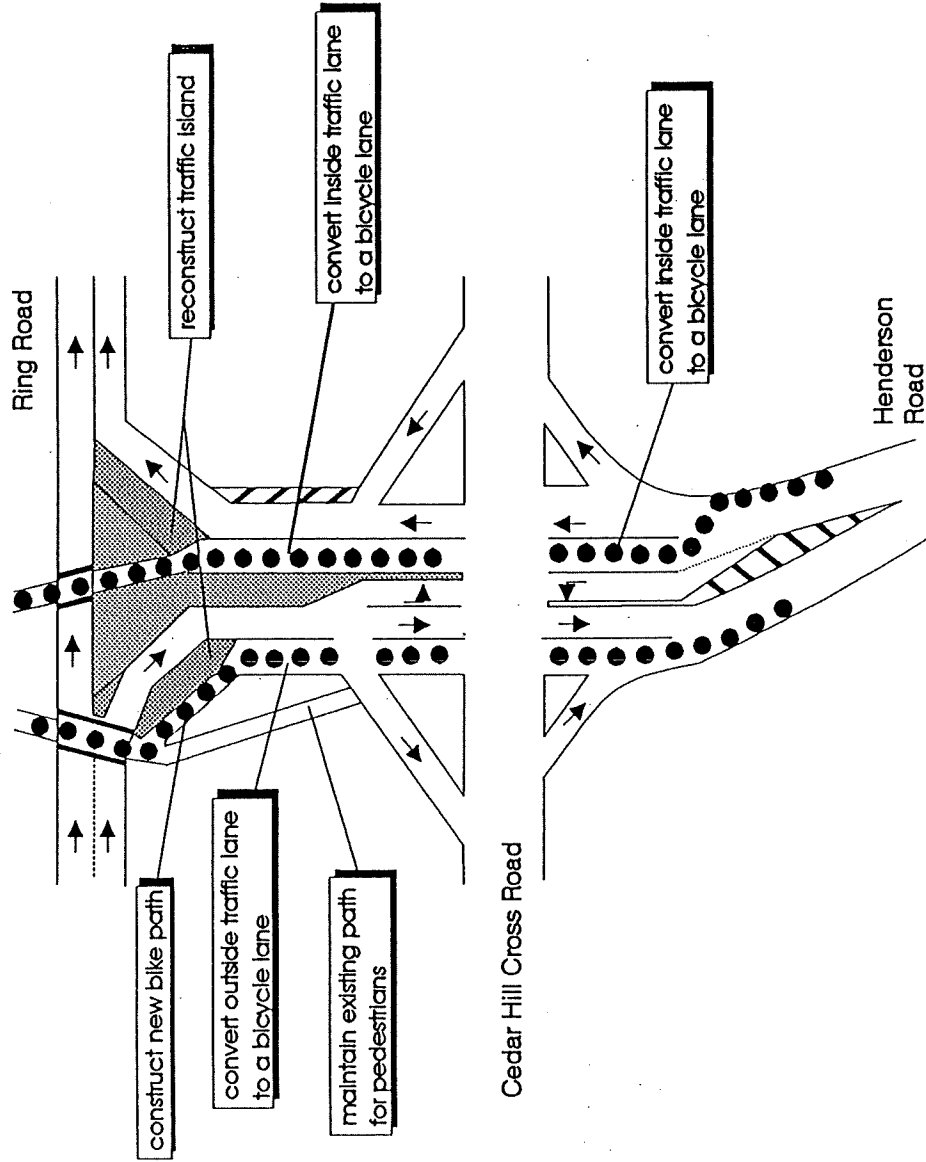 Ring Road
reconstruct traffic island
convert inside traffic lane
to a bicycle lane
convert inside traffic lane
to a bicycle lane
Henderson
Road
construct new bike path
convert outside traffic lane
to a bicycle lane
maintain existing path
for pedestrians
Cedar Hill Cross Road